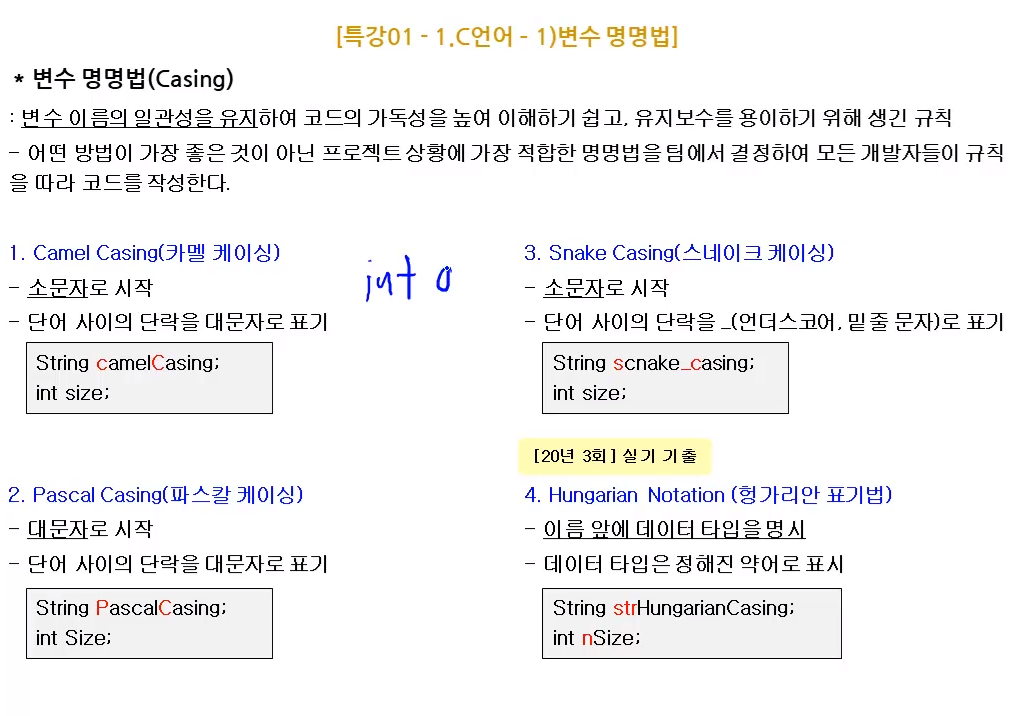 [특강01 - 1.C언어 - 1)변수 명명법]
* 변수 명명법(Casing)
: 변수 이름의 일관성을 유지하여 코드의 가독성을 높여 이해하기 쉽고, 유지보수를 용이하기 위해 생긴 규칙
- 어떤 방법이 가장 좋은 것이 아닌 프로젝트 상황에 가장 적합한 명명법을 팀에서 결정하여 모든 개발자들이 규칙
을 따라 코드를 작성한다.
1. Camel Casing(카멜 케이싱)
- 소문자로 시작
- 단어 사이의 단락을 대문자로 표기
String camelCasing;
int size;
int a
2. Pascal Casing(파스칼 케이싱)
- 대문자로 시작
- 단어 사이의 단락을 대문자로 표기
String PascalCasing;
int Size;
3. Snake Casing(스네이크 케이싱)
- 소문자로 시작
- 단어 사이의 단락을 _(언더스코어, 밑줄 문자)로 표기
String scnake_casing;
int size;
[20년 3회] 실기 기출
4. Hungarian Notation (헝가리안 표기법)
- 이름 앞에 데이터 타입을 명시
- 데이터 타입은 정해진 약어로 표시
String strHungarianCasing;
int nSize;